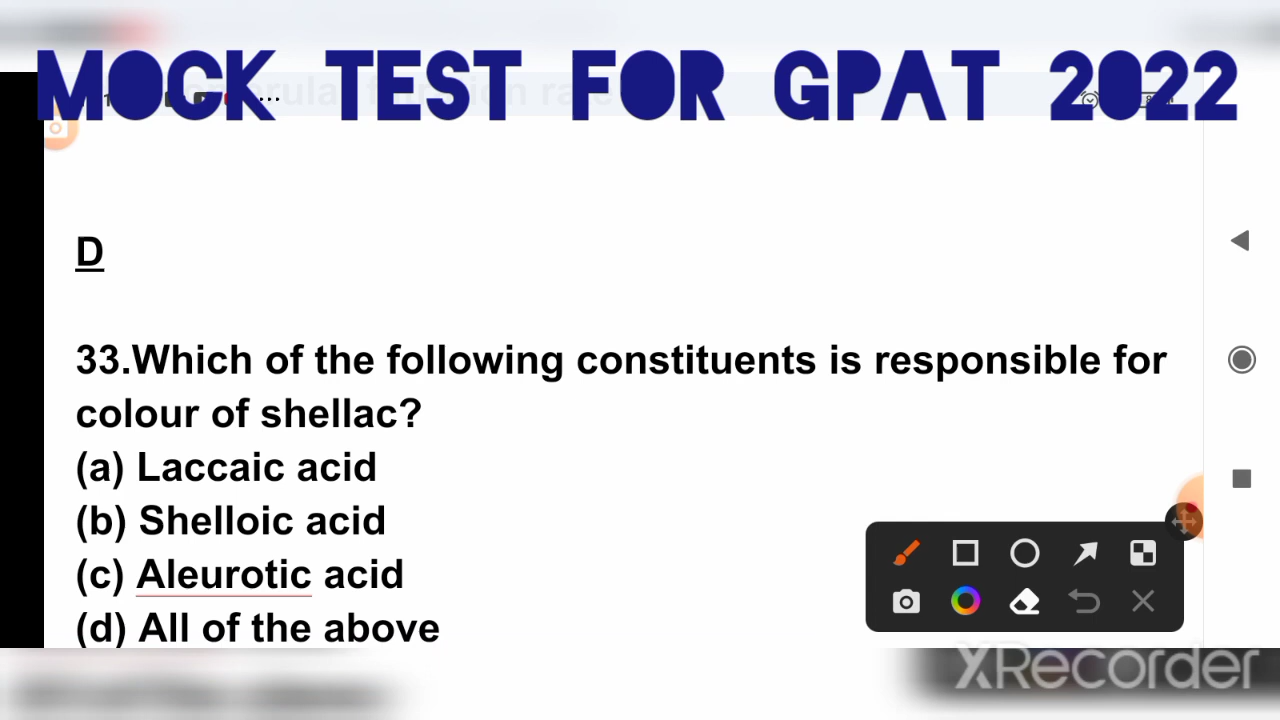 MOCK TEST FOR GPAT 2022
D
33.Which of the following constituents is responsible for
colour of shellac?
(a) Laccaic acid
(b) Shelloic acid
(c) Aleurotic acid
(d) All of the above
XRecorder